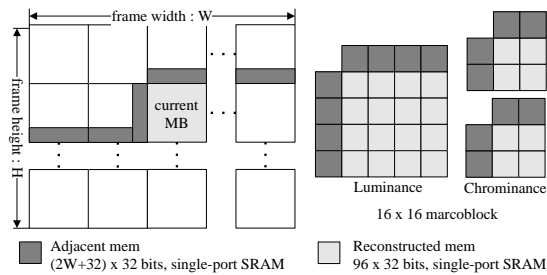 frame width : W
frame height : H
current
MB
Luminance
Chrominance
16 x 16 marcoblock
Adjacent mem
(2W+32) x 32 bits, single-port SRAM
Reconstructed mem
96 x 32 bits, single-port SRAM